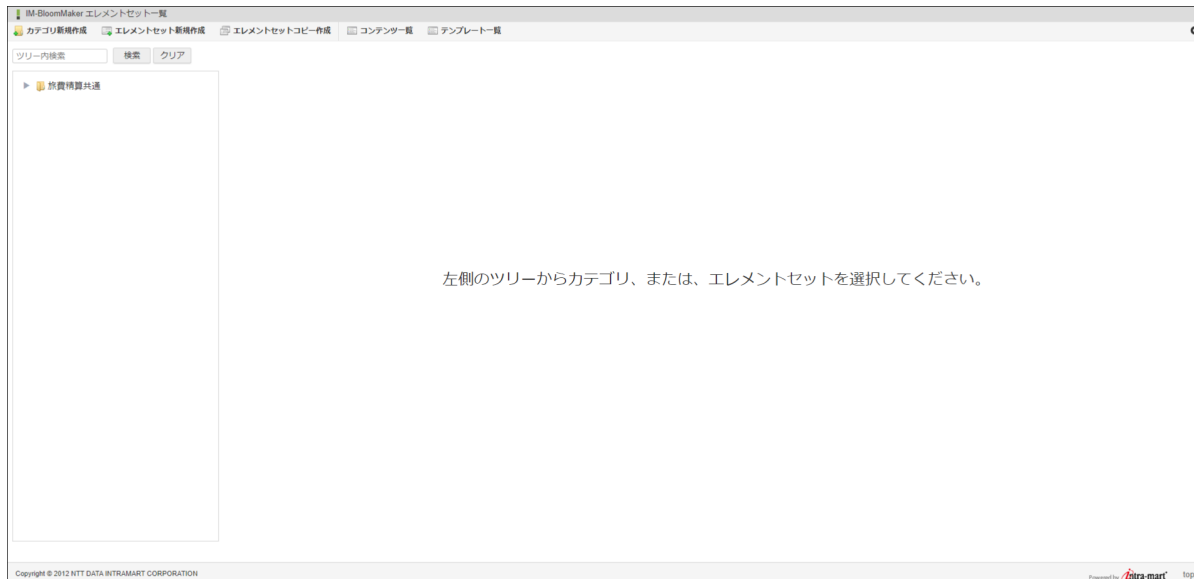 IM-BloomMaker エレメントセット一覧
カテゴリ新規作成 エレメントセット新規作成 エレメントセットコピー作成 コンテンツ一覧 テンプレート一覧
ツリー内検索 検索 クリア
旅費精算共通
左側のツリーからカテゴリ、または、エレメントセットを選択してください。
Copyright © 2012 NTT DATA INTRAMART CORPORATION
Powered by intra-mart top